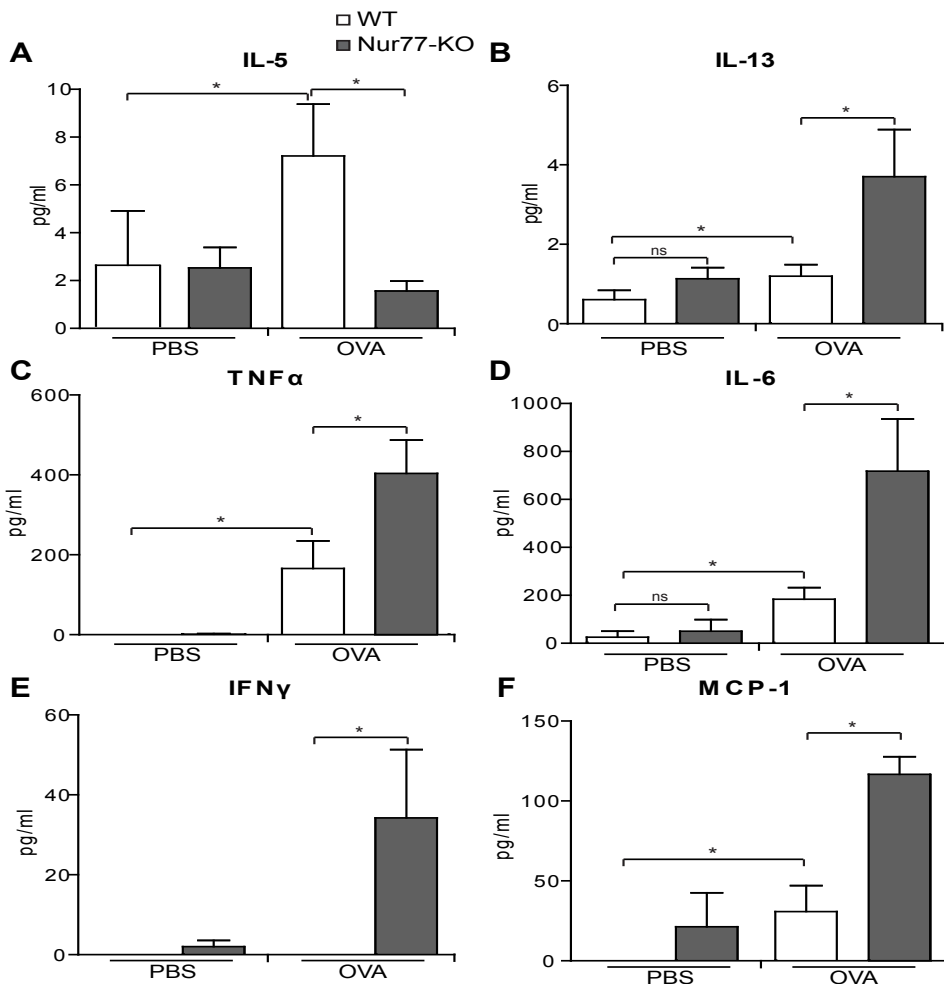 WT
Nur77-KO
A
IL-5
*
*
10
8
6
4
2
0
pg/ml
PBS
OVA
B
IL-13
*
*
ns
6
4
2
0
pg/ml
PBS
OVA
C
TNFα
*
*
600
400
200
0
pg/ml
PBS
OVA
D
IL-6
*
*
ns
1000
800
600
400
200
0
pg/ml
PBS
OVA
E
IFNγ
*
60
40
20
0
pg/ml
PBS
OVA
F
MCP-1
*
*
150
100
50
0
pg/ml
PBS
OVA